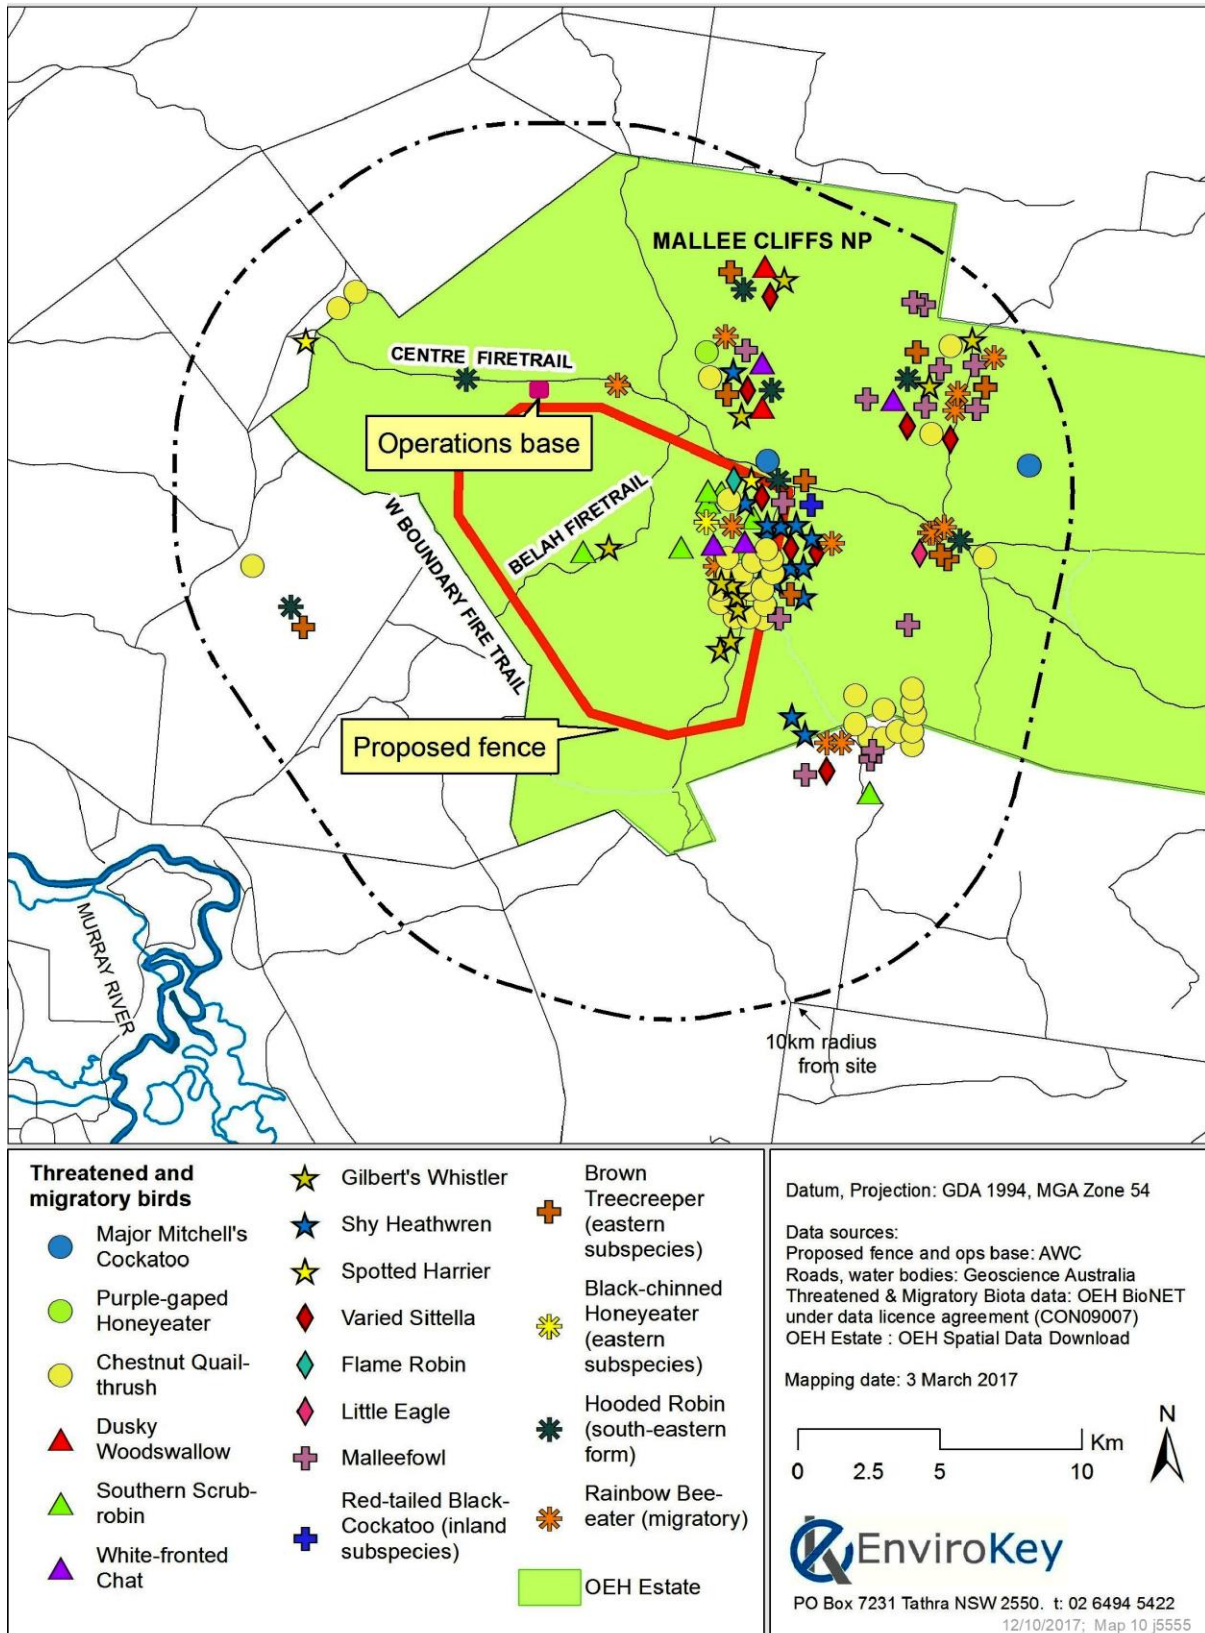 MALLEE CLIFFS NP
CENTRE FIRETRAIL
Operations base
BELAH FIRETRAIL
W BOUNDARY FIRE TRAIL
Proposed fence
MURRAY RIVER
10km radius
from site
Threatened and
migratory birds
Major Mitchell's
Cockatoo
Purple-gaped
Honeyeater
Chestnut Quail-
thrush
Dusky
Woodswallow
Southern Scrub-
robin
White-fronted
Chat
Gilbert's Whistler
Shy Heathwren
Spotted Harrier
Varied Sittella
Flame Robin
Little Eagle
Malleefowl
Red-tailed Black-
Cockatoo (inland
subspecies)
Brown
Treecreeper
(eastern
subspecies)
Black-chinned
Honeyeater
(eastern
subspecies)
Hooded Robin
(south-eastern
form)
Rainbow Bee-
eater (migratory)
OEH Estate
Datum, Projection: GDA 1994, MGA Zone 54
Data sources:
Proposed fence and ops base: AWC
Roads, water bodies: Geoscience Australia
Threatened & Migratory Biota data: OEH BioNET
under data licence agreement (CON09007)
OEH Estate : OEH Spatial Data Download
Mapping date: 3 March 2017
N
Km
0 2.5 5 10
EnviroKey
PO Box 7231 Tathra NSW 2550. t: 02 6494 5422
12/10/2017; Map 10 j5555